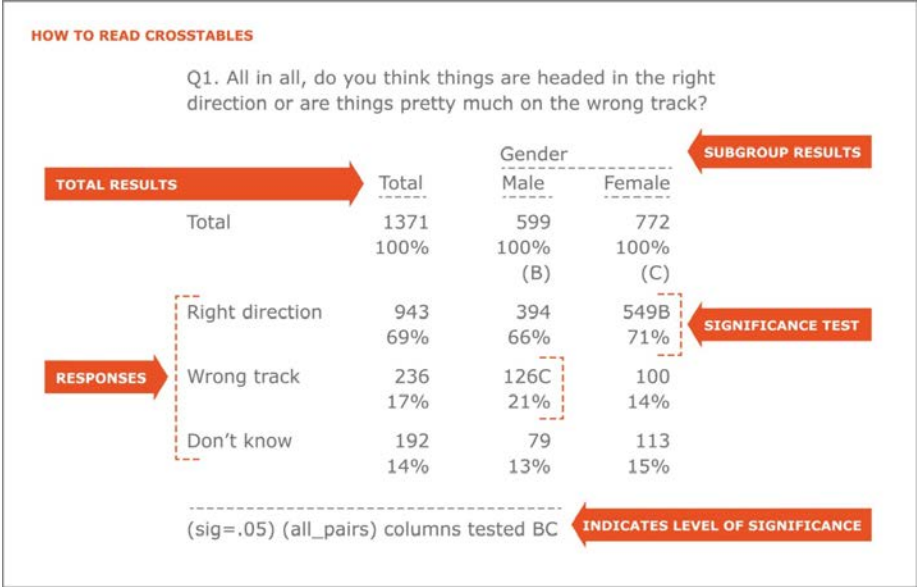 HOW TO READ CROSSTABLES
Q1. All in all, do you think things are headed in the right
direction or are things pretty much on the wrong track?
Gender
SUBGROUP RESULTS
TOTAL RESULTS
Total Male Female
Total 1371 599 772
100% 100% 100%
(B) (C)
Right direction 943 394 549B
69% 66% 71%
SIGNIFICANCE TEST
RESPONSES
Wrong track 236 126C 100
17% 21% 14%
Don't know 192 79 113
14% 13% 15%
(sig=.05) (all_pairs) columns tested BC
INDICATES LEVEL OF SIGNIFICANCE